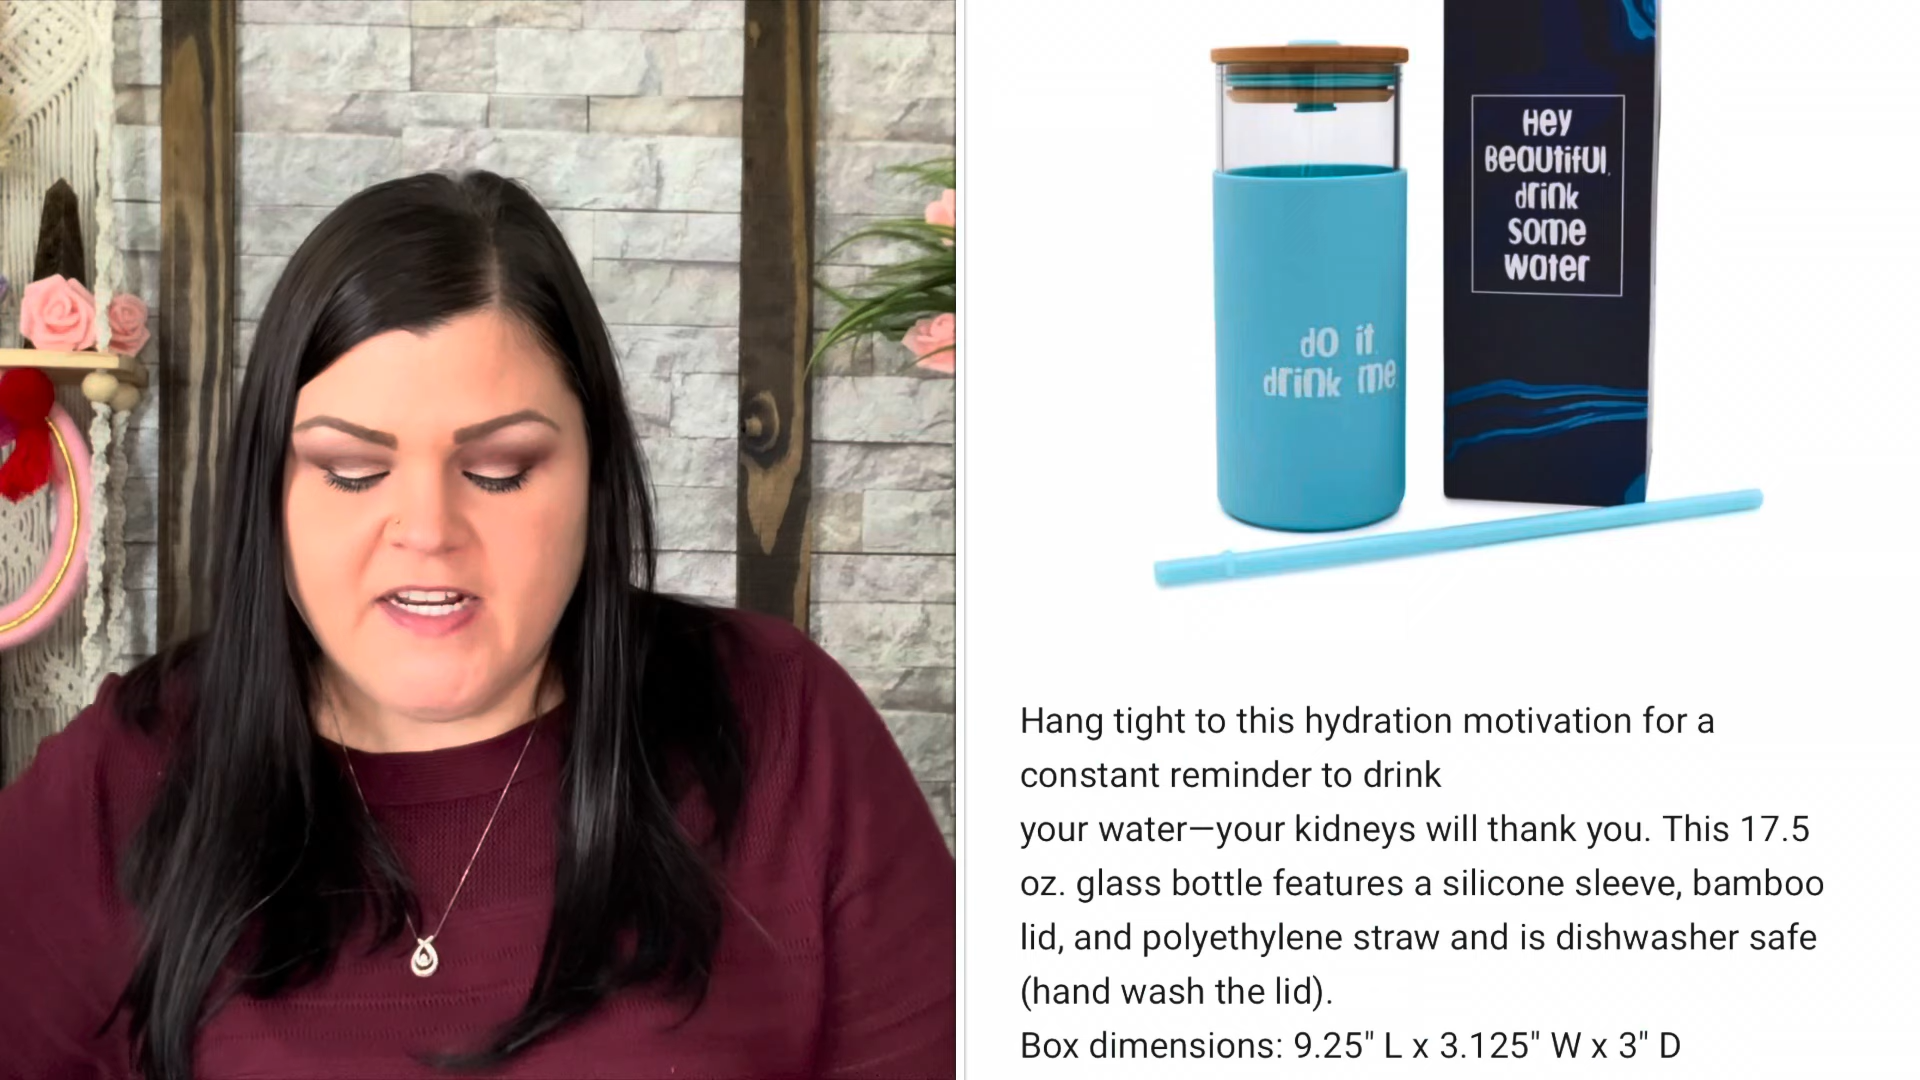 Hey
Beautiful,
drink
some
water
do it.
drink me.
Hang tight to this hydration motivation for a
constant reminder to drink
your water—your kidneys will thank you. This 17.5
oz. glass bottle features a silicone sleeve, bamboo
lid, and polyethylene straw and is dishwasher safe
(hand wash the lid).
Box dimensions: 9.25" L x 3.125" W x 3" D